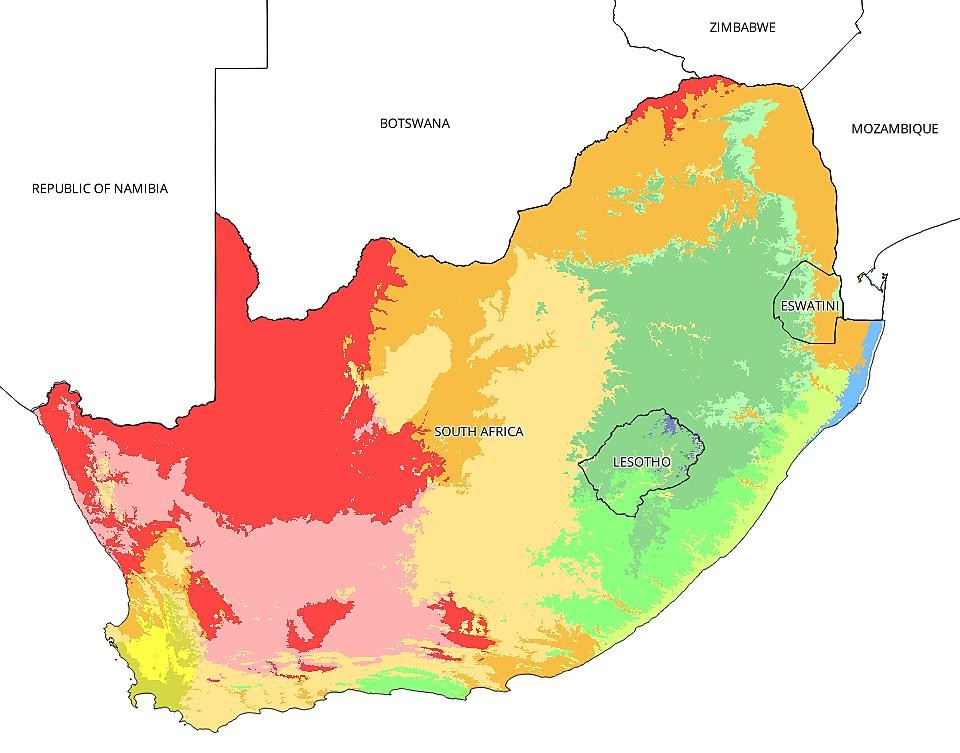 ZIMBABWE
BOTSWANA
MOZAMBIQUE
REPUBLIC OF NAMIBIA
ESWATINI
SOUTH AFRICA
LESOTHO